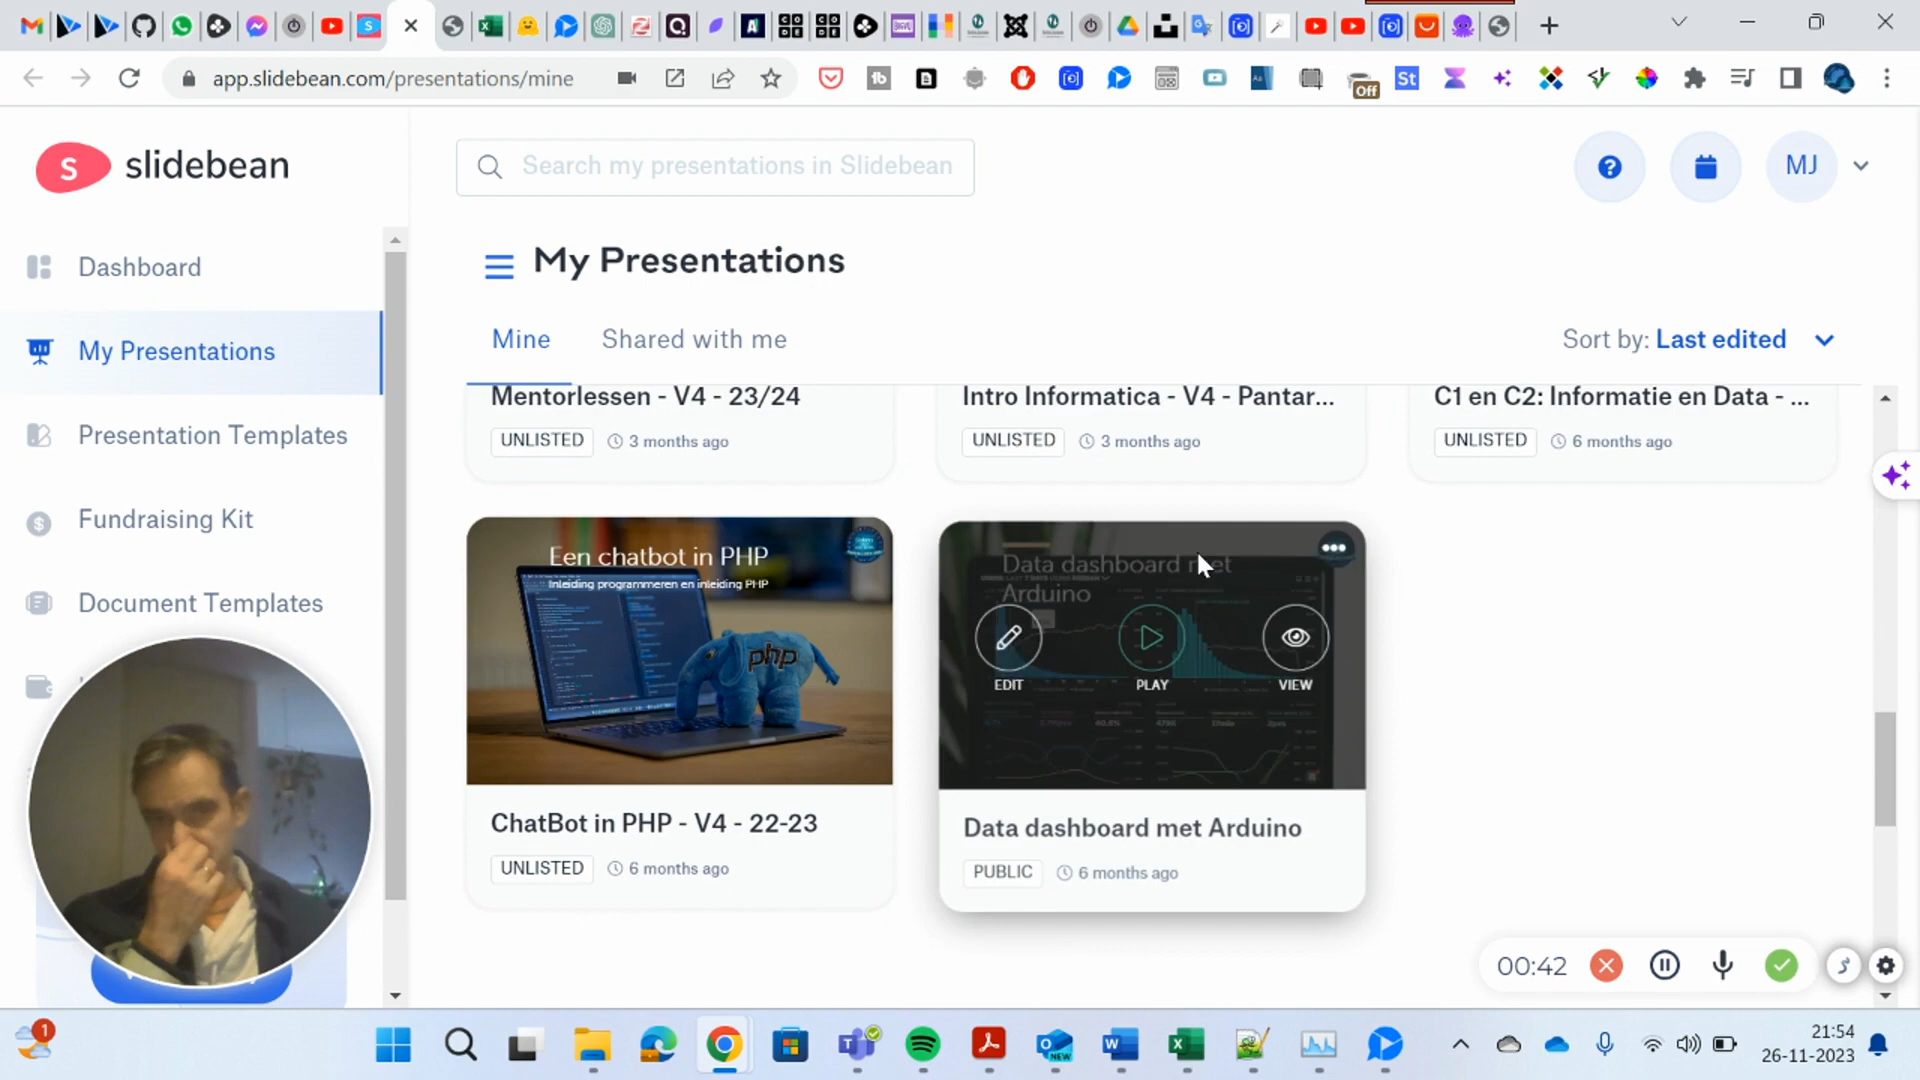 app.slidebean.com/presentations/mine
Off
slidebean
Search my presentations in Slidebean
MJ
Dashboard
My Presentations
Presentation Templates
Fundraising Kit
Document Templates
My Presentations
Mine
Shared with me
Sort by: Last edited
Mentorlessen - V4 - 23/24
UNLISTED
3 months ago
Intro Informatica - V4 - Pantar...
UNLISTED
3 months ago
C1 en C2: Informatie en Data - ...
UNLISTED
6 months ago
Een chatbot in PHP
Inleiding programmeren en inleiding PHP
php
ChatBot in PHP - V4 - 22-23
UNLISTED
6 months ago
Data dashboard met
Arduino
EDIT
PLAY
VIEW
Data dashboard met Arduino
PUBLIC
6 months ago
00:42
1
21:54
26-11-2023